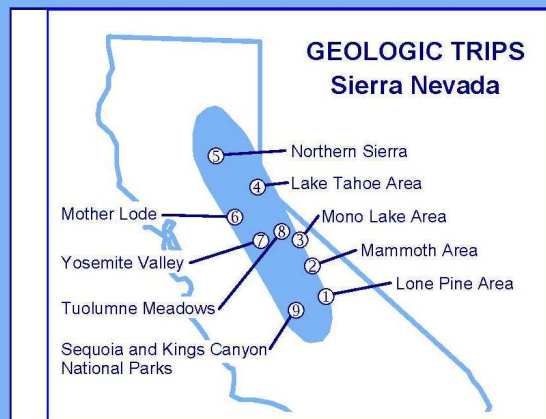 GEOLOGIC TRIPS
Sierra Nevada
5
Northern Sierra
4
Lake Tahoe Area
Mother Lode
6
3
Mono Lake Area
8
7
Yosemite Valley
2
Mammoth Area
1
Lone Pine Area
Tuolumne Meadows
9
Sequoia and Kings Canyon
National Parks